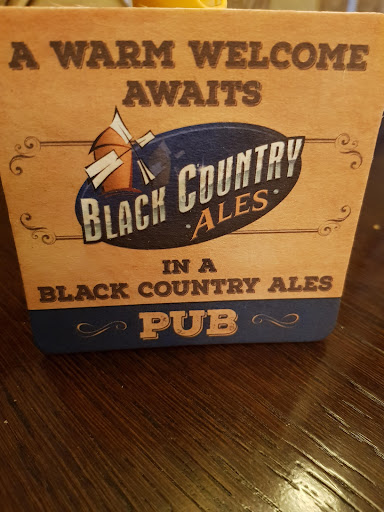 A WARM WELCOME
AWAITS
BLACK COUNTRY
· ALES ·
IN A
BLACK COUNTRY ALES
PUB